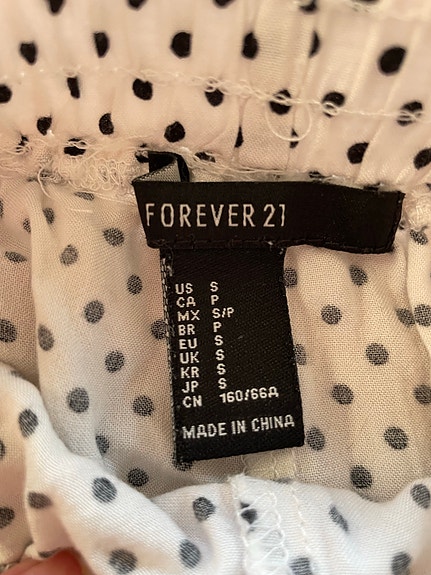 FOREVER 21
US S
CA P
MX S/P
BR P
EU S
UK S
KR S
JP S
CN 160/66A
MADE IN CHINA